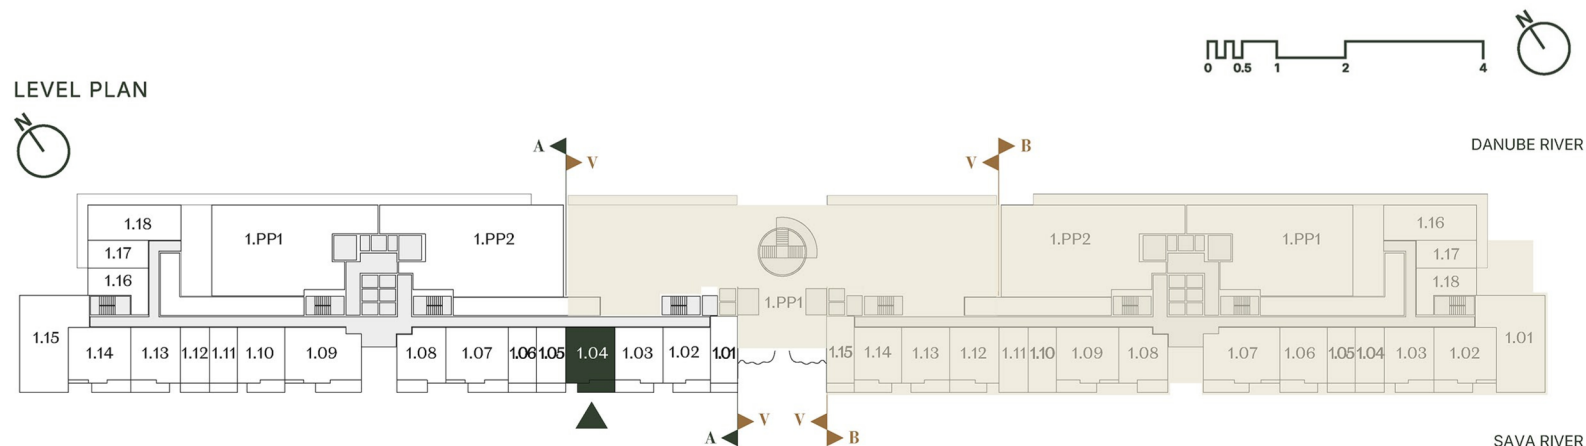 N
0 0.5 1 2 4
LEVEL PLAN
N
A V
V B
DANUBE RIVER
1.18
1.17
1.16
1.15
1.PP1
1.PP2
1.14 1.13 1.12 1.11 1.10 1.09 1.08 1.07 1.06 1.05 1.04 1.03 1.02 1.01
1.PP1
1.PP2
1.PP1
1.16
1.17
1.18
1.01
1.15 1.14 1.13 1.12 1.11 1.10 1.09 1.08 1.07 1.06 1.05 1.04 1.03 1.02
A V
V B
SAVA RIVER